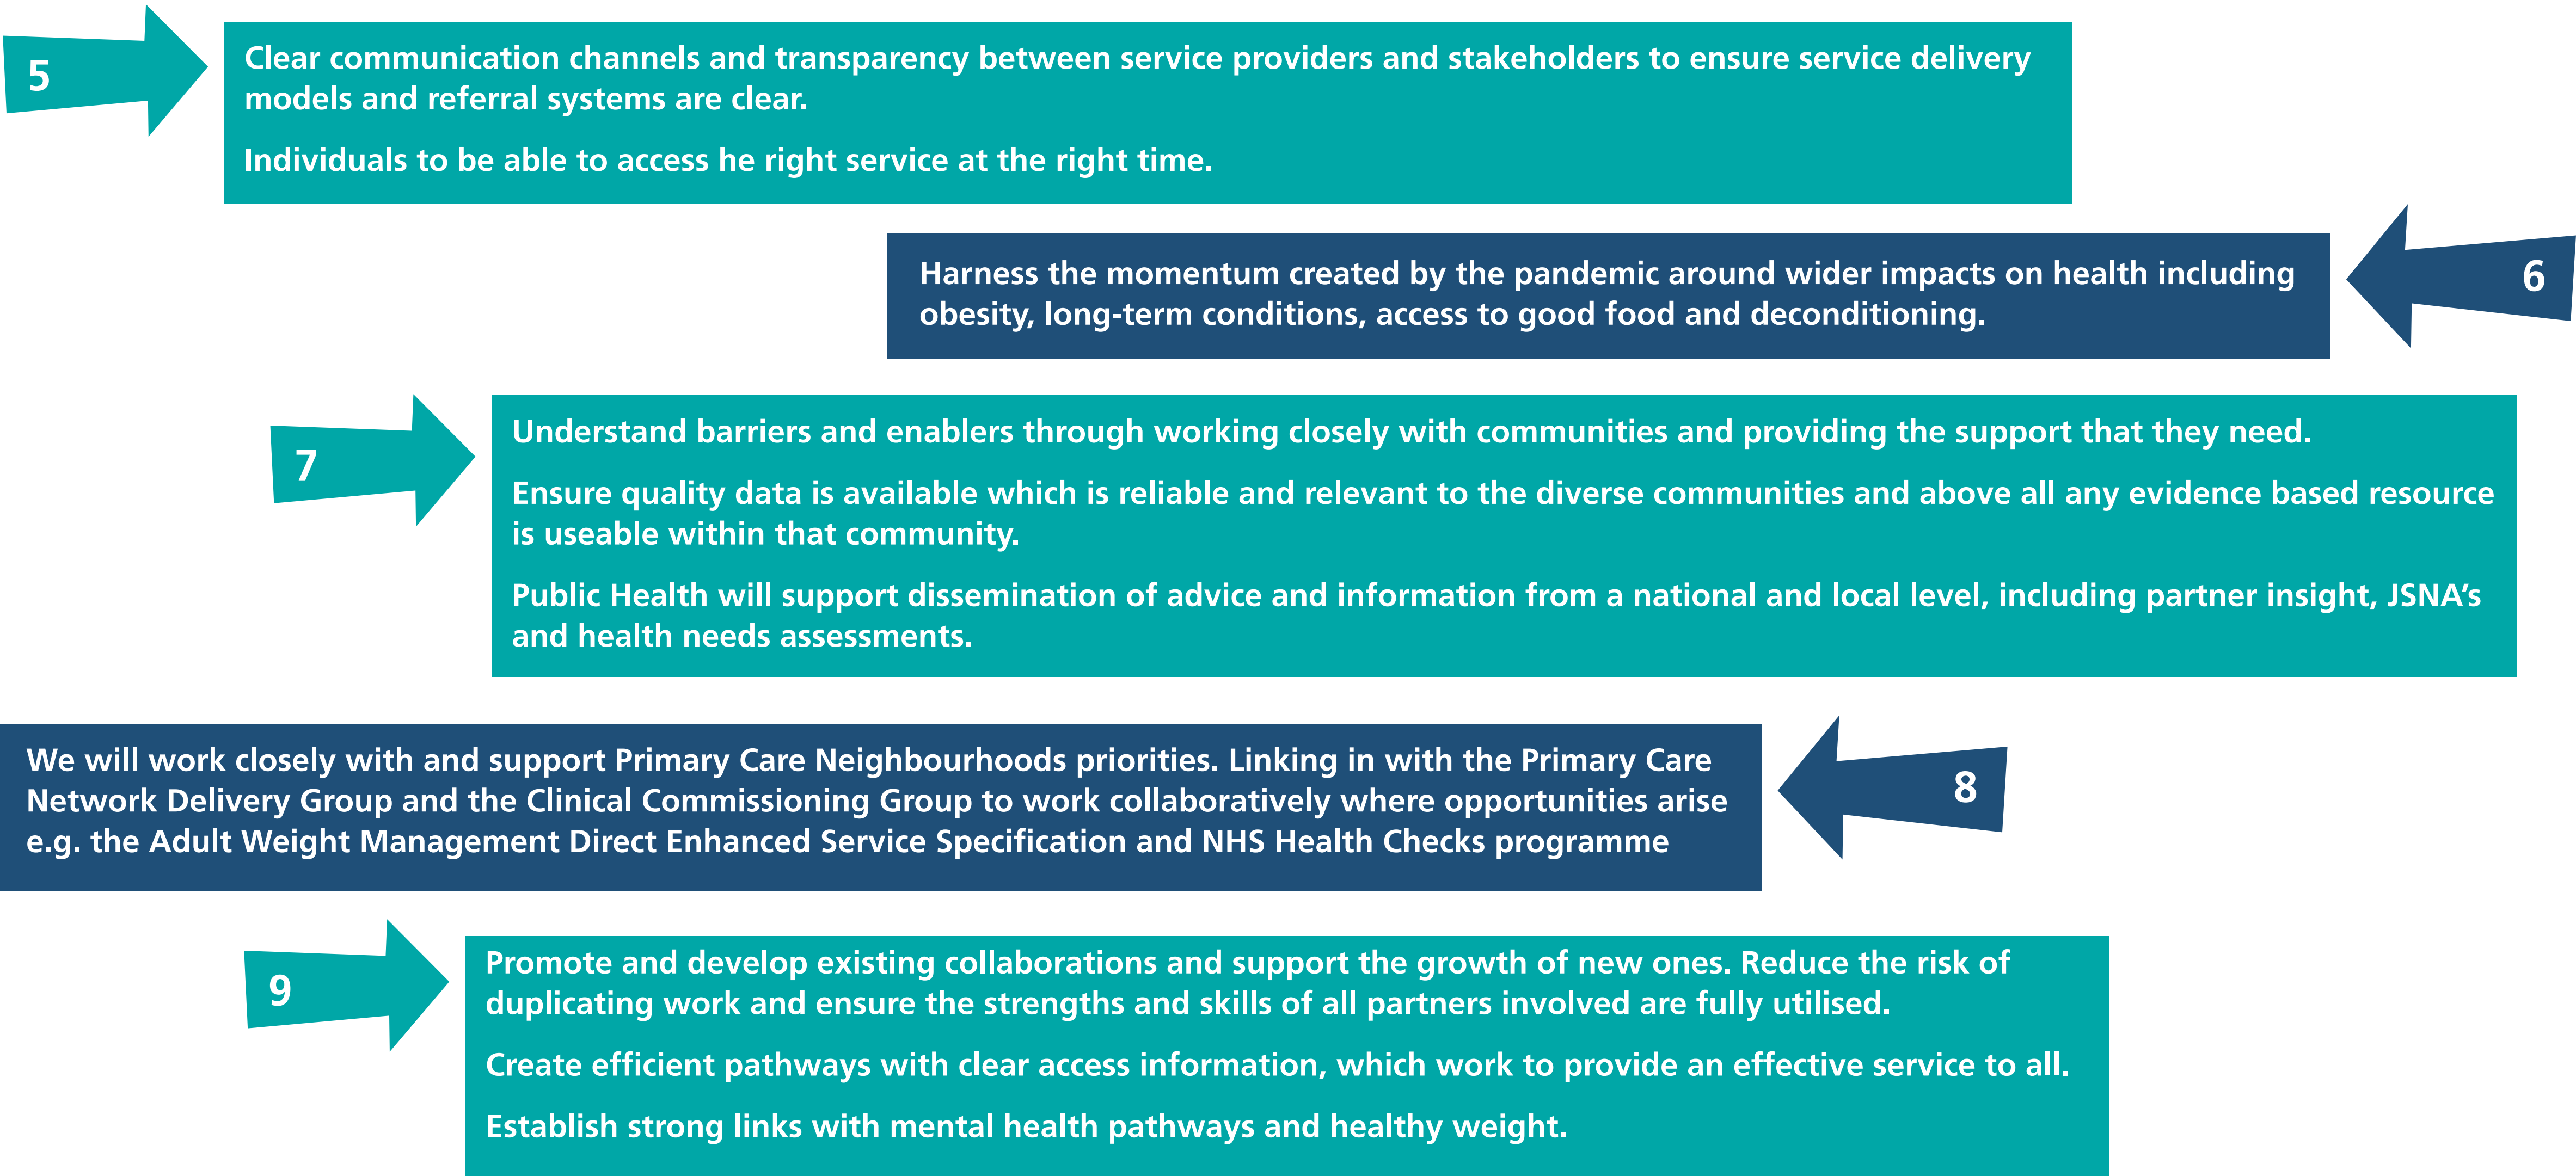 5
Clear communication channels and transparency between service providers and stakeholders to ensure service delivery
models and referral systems are clear.
Individuals to be able to access he right service at the right time.
Harness the momentum created by the pandemic around wider impacts on health including
obesity, long-term conditions, access to good food and deconditioning.
6
7
Understand barriers and enablers through working closely with communities and providing the support that they need.
Ensure quality data is available which is reliable and relevant to the diverse communities and above all any evidence based resource
is useable within that community.
Public Health will support dissemination of advice and information from a national and local level, including partner insight, JSNA’s
and health needs assessments.
We will work closely with and support Primary Care Neighbourhoods priorities. Linking in with the Primary Care
Network Delivery Group and the Clinical Commissioning Group to work collaboratively where opportunities arise
e.g. the Adult Weight Management Direct Enhanced Service Specification and NHS Health Checks programme
8
9
Promote and develop existing collaborations and support the growth of new ones. Reduce the risk of
duplicating work and ensure the strengths and skills of all partners involved are fully utilised.
Create efficient pathways with clear access information, which work to provide an effective service to all.
Establish strong links with mental health pathways and healthy weight.